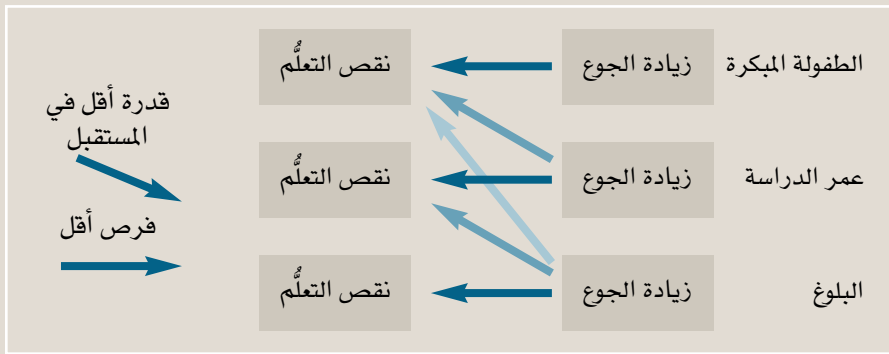 الطفولة المبكرة
زيادة الجوع
نقص التعلُّم
عمر الدراسة
زيادة الجوع
نقص التعلُّم
البلوغ
زيادة الجوع
نقص التعلُّم
قدرة أقل في
المستقبل
فرص أقل